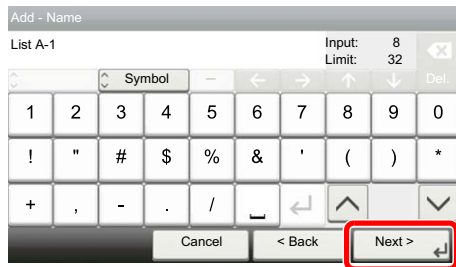 Add - Name
List A-1 Input: 8
Limit: 32
Symbol Del.
1 2 3 4 5 6 7 8 9 0
! " # $ % & ' ( ) *
+ , - . / _
Cancel < Back Next >